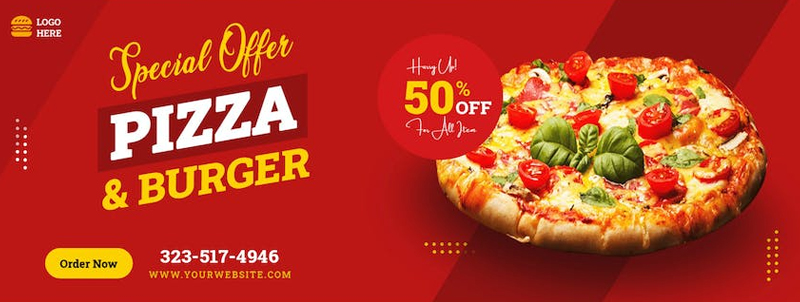 LOGO
HERE
Special Offer
PIZZA
& BURGER
Order Now
323-517-4946
WWW.YOURWEBSITE.COM
Hurry Up!
50% OFF
For All Item